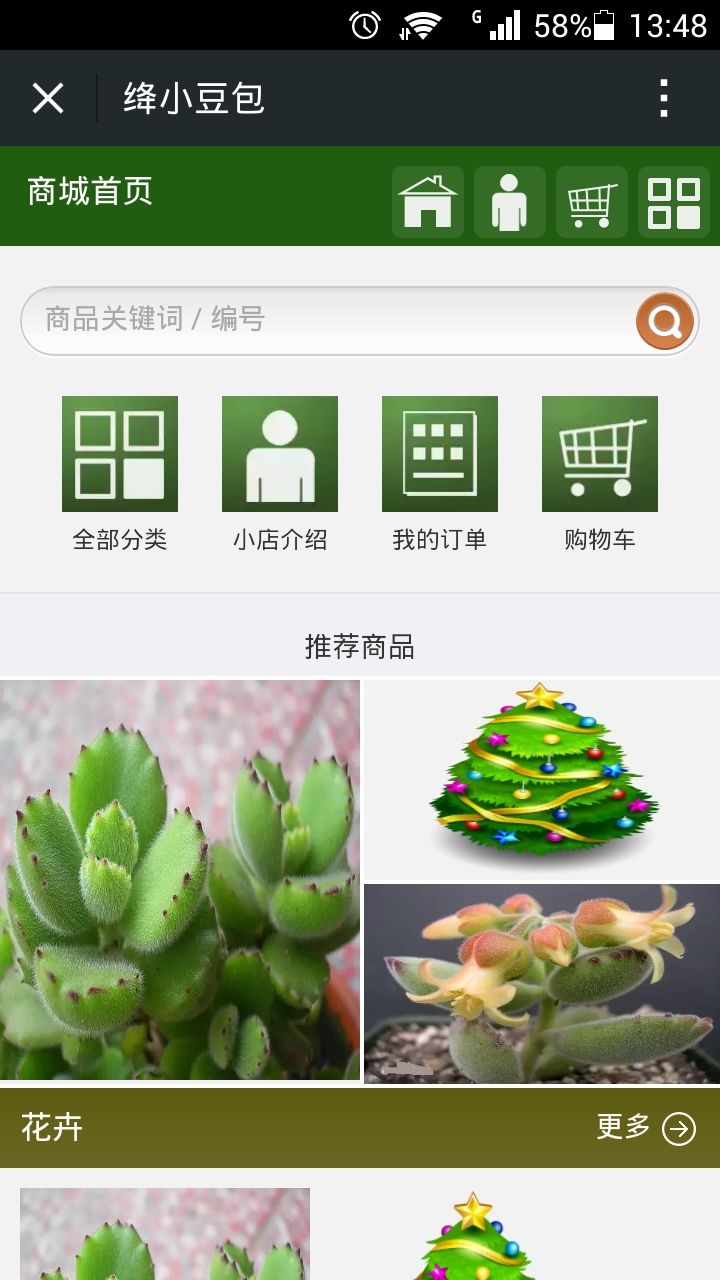 G 58% 13:48
绛小豆包
商城首页
商品关键词 / 编号
全部分类 小店介绍 我的订单 购物车
推荐商品
花卉 更多